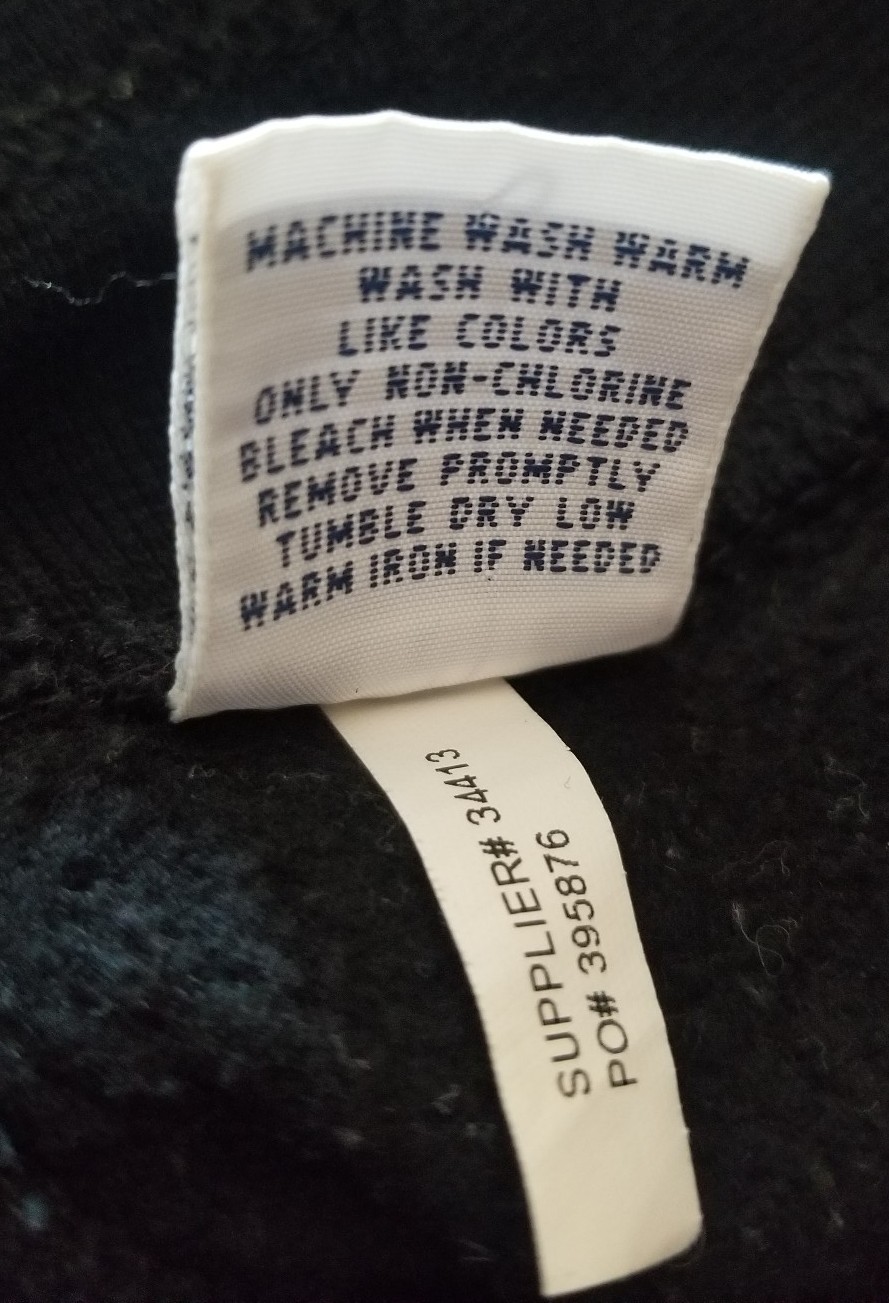 MACHINE WASH WARM
WASH WITH
LIKE COLORS
ONLY NON-CHLORINE
BLEACH WHEN NEEDED
REMOVE PROMPTLY
TUMBLE DRY LOW
WARM IRON IF NEEDED
SUPPLIER# 34413
PO# 395876